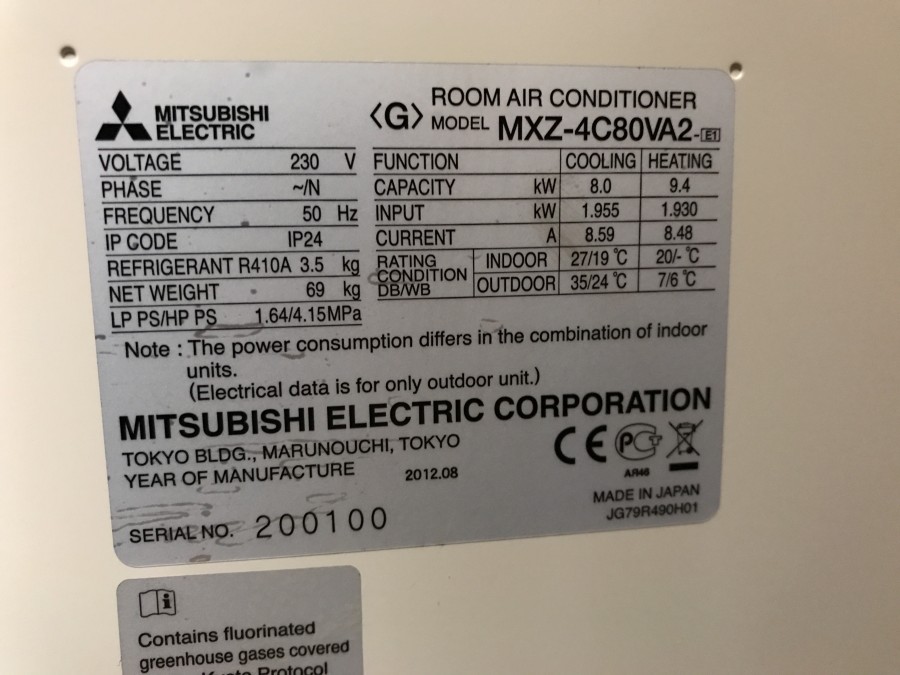 MITSUBISHI
ELECTRIC
<G> ROOM AIR CONDITIONER
MODEL MXZ-4C80VA2-E1
VOLTAGE 230 V
PHASE ~/N
FREQUENCY 50 Hz
IP CODE IP24
REFRIGERANT R410A 3.5 kg
NET WEIGHT 69 kg
LP PS/HP PS 1.64/4.15MPa
FUNCTION COOLING HEATING
CAPACITY kW 8.0 9.4
INPUT kW 1.955 1.930
CURRENT A 8.59 8.48
RATING CONDITION DB/WB INDOOR 27/19 ℃ 20/- ℃
OUTDOOR 35/24 ℃ 7/6 ℃
Note : The power consumption differs in the combination of indoor
units.
(Electrical data is for only outdoor unit.)
MITSUBISHI ELECTRIC CORPORATION
TOKYO BLDG., MARUNOUCHI, TOKYO
YEAR OF MANUFACTURE 2012.08
CE PCT
АЯ46
SERIAL NO. 200100
MADE IN JAPAN
JG79R490H01
i
Contains fluorinated
greenhouse gases covered
Kyoto Protocol